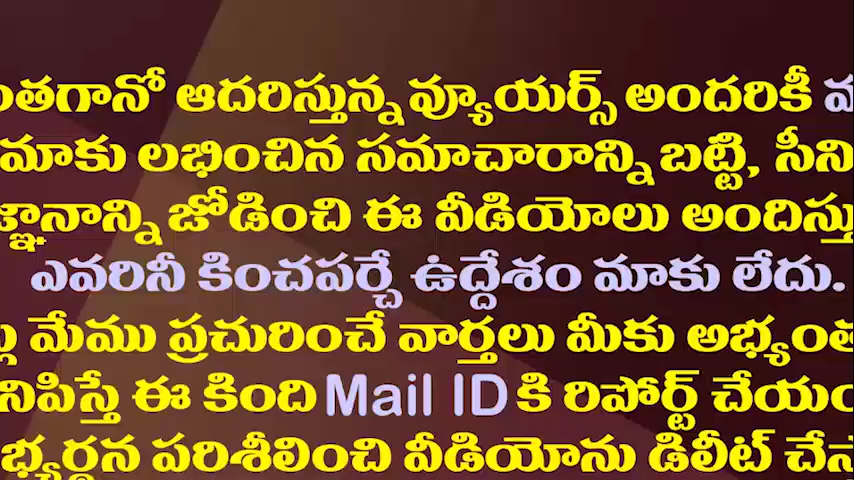 ంతగానో ఆదరిస్తున్న వ్యూయర్స్ అందరికీ
మాకు లభించిన సమాచారాన్ని బట్టి, సీని
జ్ఞానాన్ని జోడించి ఈ వీడియోలు అందిస్తు
ఎవరినీ కించపర్చే ఉద్దేశం మాకు లేదు.
మేము ప్రచురించే వార్తలు మీకు అభ్యంత
నిపిస్తే ఈ కింది Mail ID కి రిపోర్ట్ చేయం
భ్యర్థన పరిశీలించి వీడియోను డిలీట్ చేస